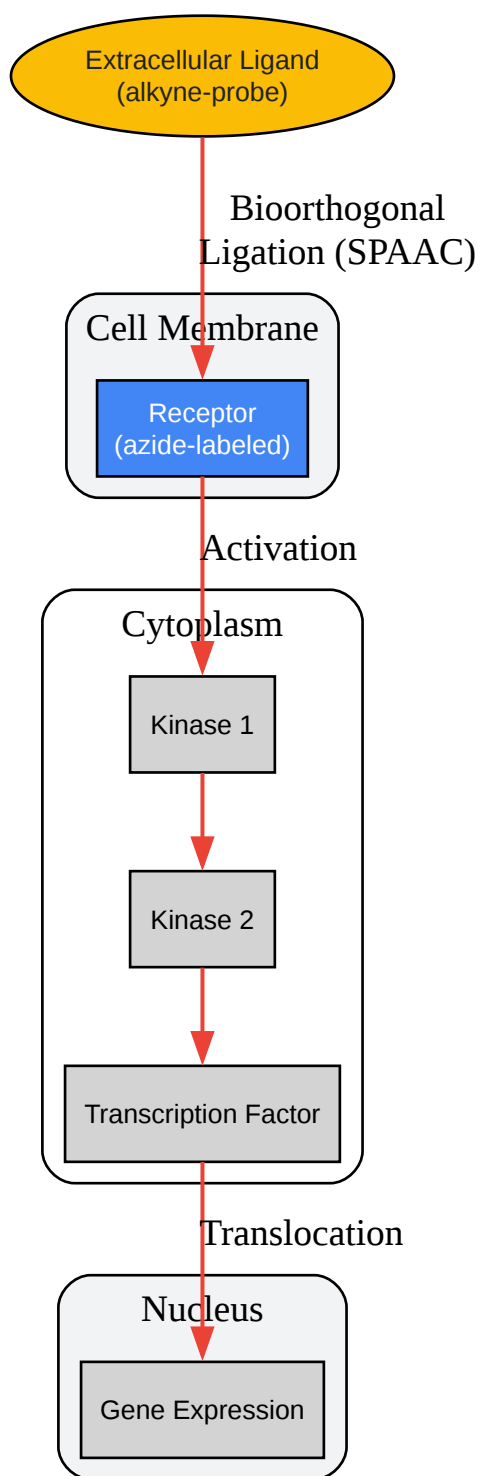 Extracellular Ligand
(alkyne-probe)
Bioorthogonal
Ligation (SPAAC)
Cell Membrane
Receptor
(azide-labeled)
Activation
Cytoplasm
Kinase 1
Kinase 2
Transcription Factor
Translocation
Nucleus
Gene Expression